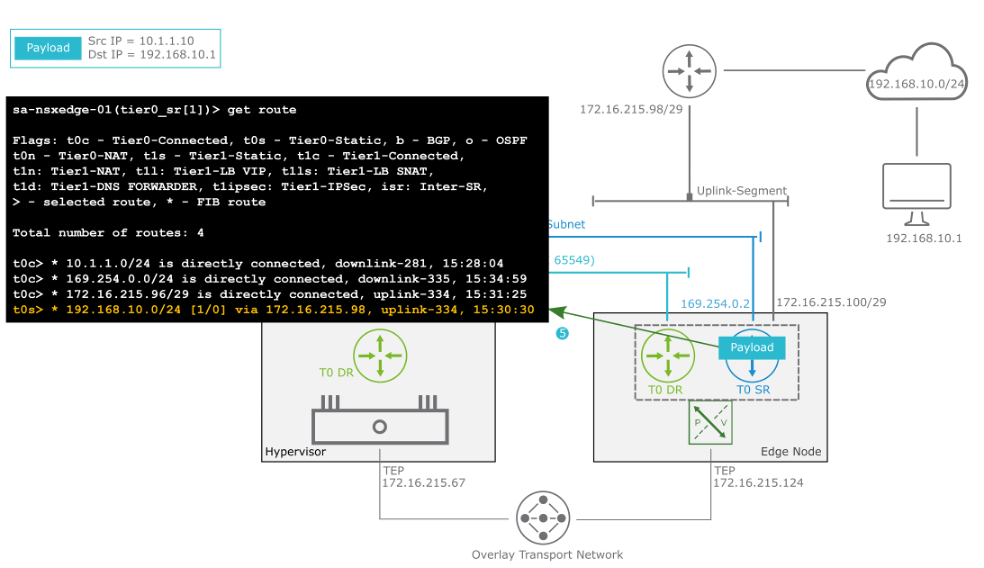 Payload
Src IP = 10.1.1.10
Dst IP = 192.168.10.1
192.168.10.0/24
172.16.215.98/29
sa-nsxedge-01(tier0_sr[1])> get route
Flags: t0c - Tier0-Connected, t0s - Tier0-Static, b - BGP, o - OSPF
t0n - Tier0-NAT, t1s - Tier1-Static, t1c - Tier1-Connected,
t1n: Tier1-NAT, t1l: Tier1-LB VIP, t1ls: Tier1-LB SNAT,
t1d: Tier1-DNS FORWARDER, t1ipsec: Tier1-IPSec, isr: Inter-SR,
> - selected route, * - FIB route
Total number of routes: 4
t0c> * 10.1.1.0/24 is directly connected, downlink-281, 15:28:04
t0c> * 169.254.0.0/24 is directly connected, downlink-335, 15:34:59
t0c> * 172.16.215.96/29 is directly connected, uplink-334, 15:31:25
t0s> * 192.168.10.0/24 [1/0] via 172.16.215.98, uplink-334, 15:30:30
Uplink-Segment
Subnet
192.168.10.1
65549)
169.254.0.2
172.16.215.100/29
5
Payload
T0 DR
T0 DR
T0 SR
P
V
Hypervisor
Edge Node
TEP
172.16.215.67
TEP
172.16.215.124
Overlay Transport Network